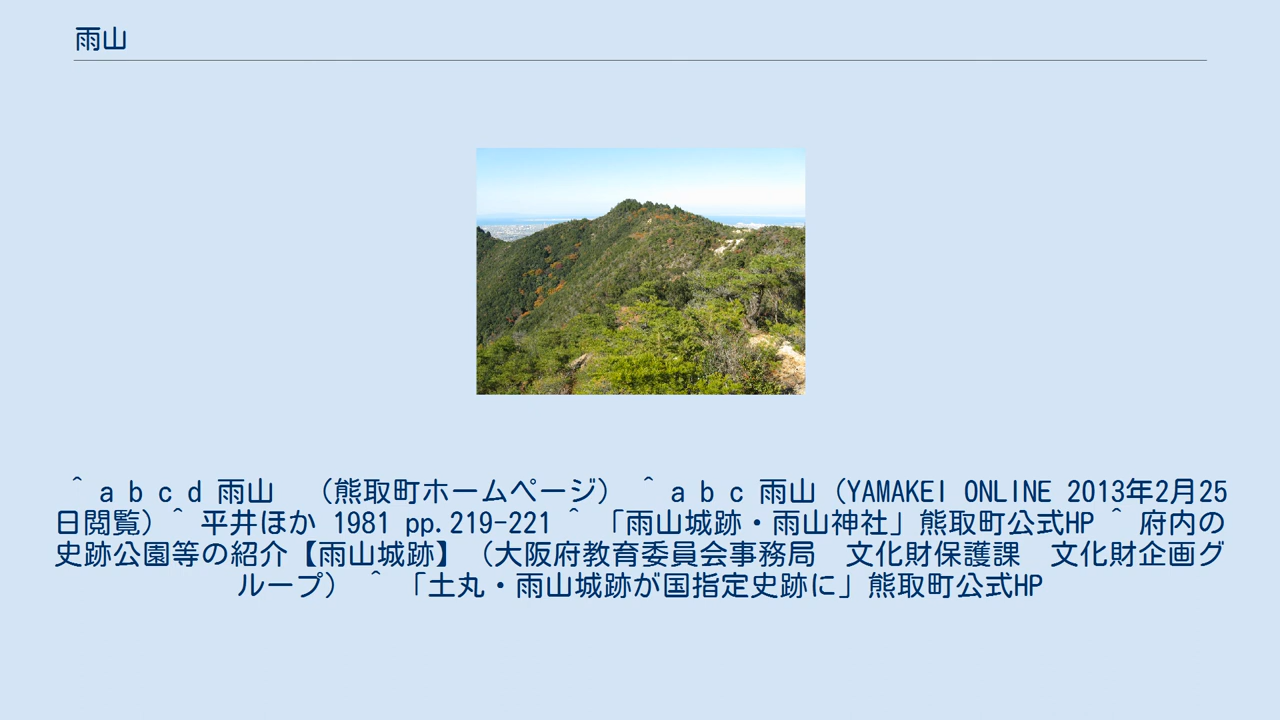 雨山
^ a b c d 雨山　（熊取町ホームページ） ^ a b c 雨山（YAMAKEI ONLINE 2013年2月25
日閲覧）^ 平井ほか 1981 pp.219-221 ^ 「雨山城跡・雨山神社」熊取町公式HP ^ 府内の
史跡公園等の紹介【雨山城跡】（大阪府教育委員会事務局　文化財保護課　文化財企画グ
ループ） ^ 「土丸・雨山城跡が国指定史跡に」熊取町公式HP